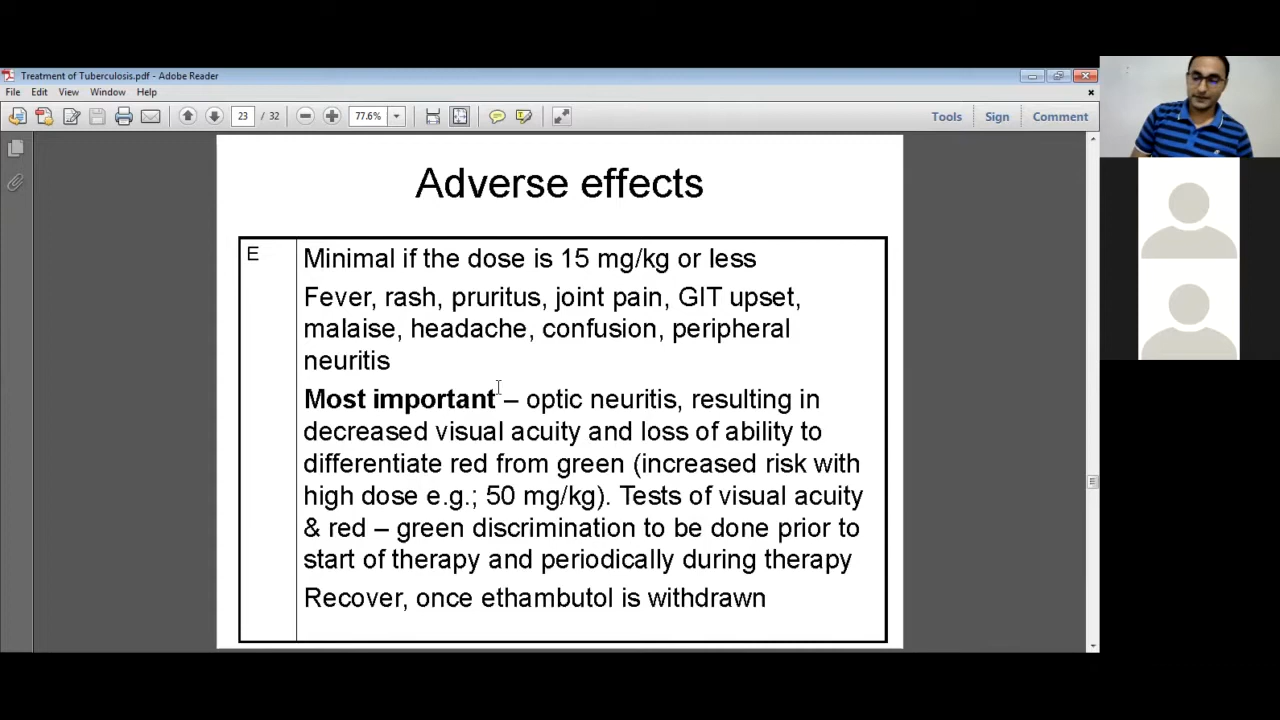 Treatment of Tuberculosis.pdf - Adobe Reader
File Edit View Window Help
23 / 32 77.6% Tools Sign Comment
Adverse effects
E
Minimal if the dose is 15 mg/kg or less
Fever, rash, pruritus, joint pain, GIT upset,
malaise, headache, confusion, peripheral
neuritis
Most important – optic neuritis, resulting in
decreased visual acuity and loss of ability to
differentiate red from green (increased risk with
high dose e.g.; 50 mg/kg). Tests of visual acuity
& red – green discrimination to be done prior to
start of therapy and periodically during therapy
Recover, once ethambutol is withdrawn